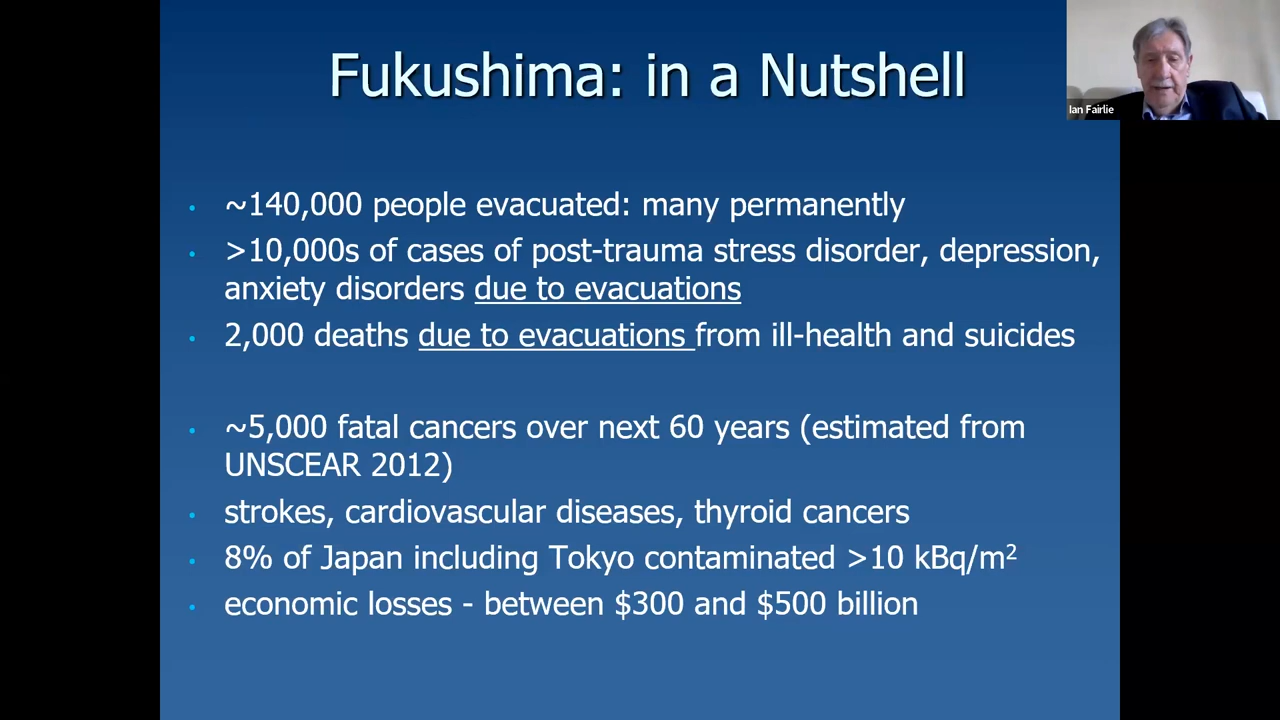 Fukushima: in a Nutshell
Ian Fairlie
• ~140,000 people evacuated: many permanently
• >10,000s of cases of post-trauma stress disorder, depression,
anxiety disorders due to evacuations
• 2,000 deaths due to evacuations from ill-health and suicides
• ~5,000 fatal cancers over next 60 years (estimated from
UNSCEAR 2012)
• strokes, cardiovascular diseases, thyroid cancers
• 8% of Japan including Tokyo contaminated >10 kBq/m²
• economic losses - between $300 and $500 billion